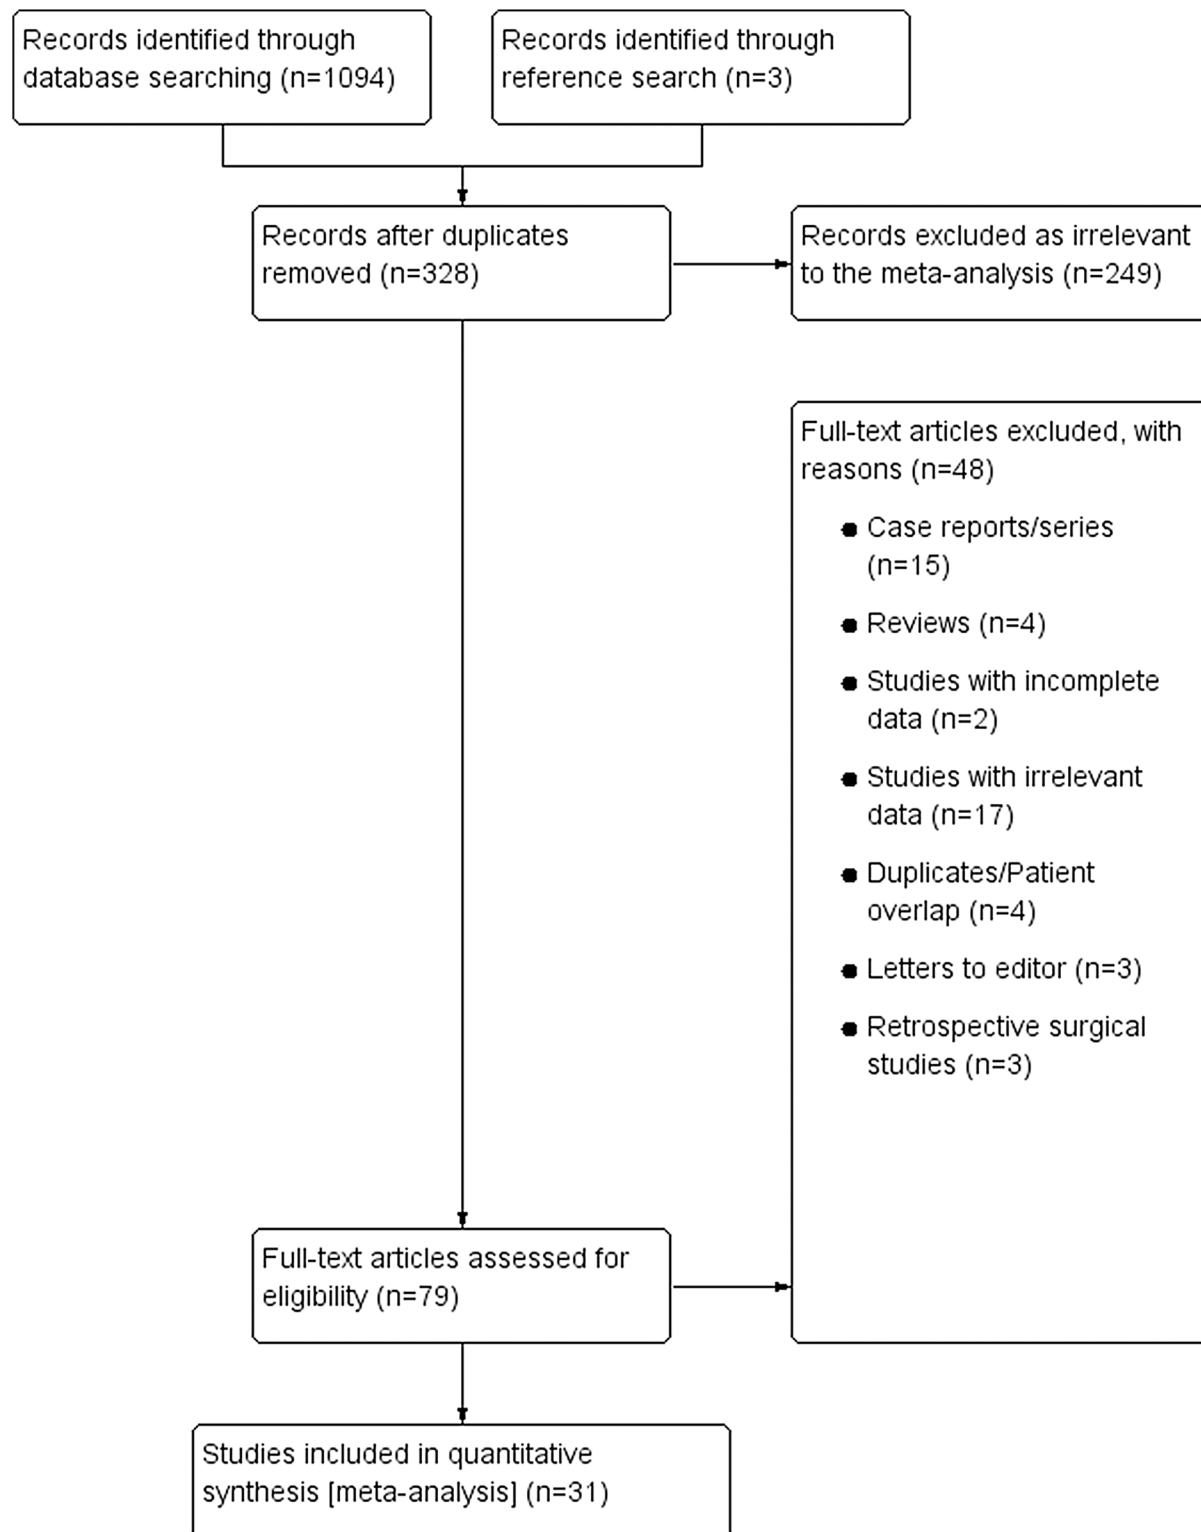 Records identified through
database searching (n=1094)
Records identified through
reference search (n=3)
Records after duplicates
removed (n=328)
Records excluded as irrelevant
to the meta-analysis (n=249)
Full-text articles excluded, with
reasons (n=48)
● Case reports/series
(n=15)
● Reviews (n=4)
● Studies with incomplete
data (n=2)
● Studies with irrelevant
data (n=17)
● Duplicates/Patient
overlap (n=4)
● Letters to editor (n=3)
● Retrospective surgical
studies (n=3)
Full-text articles assessed for
eligibility (n=79)
Studies included in quantitative
synthesis [meta-analysis] (n=31)